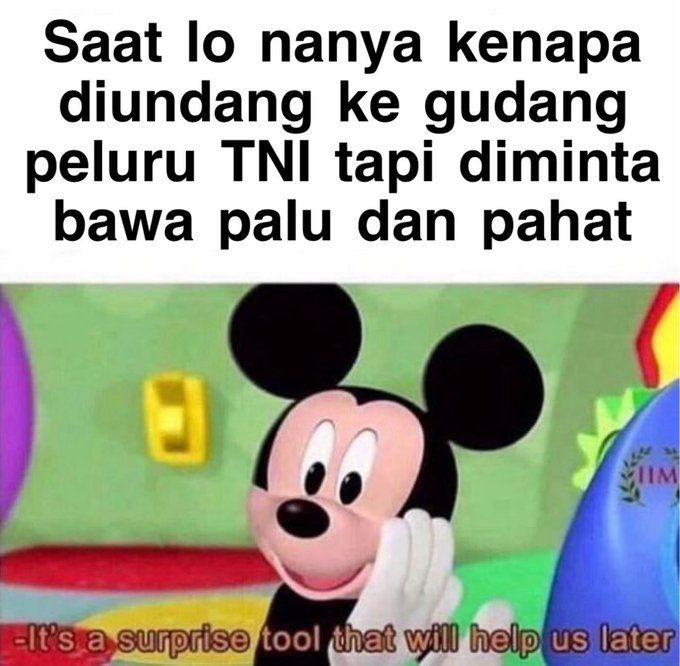 Saat lo nanya kenapa
diundang ke gudang
peluru TNI tapi diminta
bawa palu dan pahat
IIM
-It's a surprise tool that will help us later